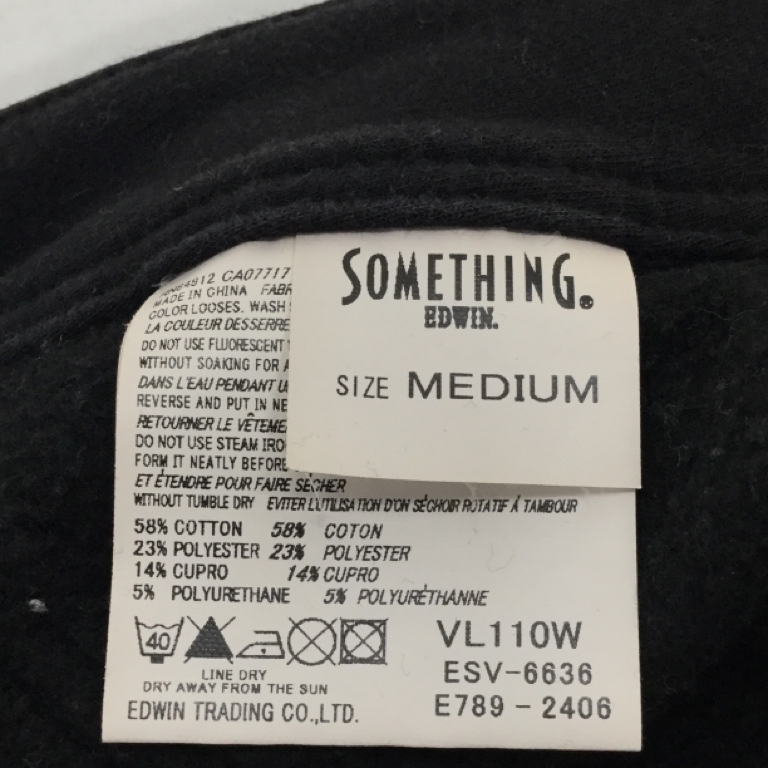 SOMETHING.
EDWIN.
SIZE MEDIUM
CA07717
MADE IN CHINA FABR
COLOR LOOSES. WASH
LA COULEUR DESSERRE
DO NOT USE FLUORESCENT
WITHOUT SOAKING FOR A
DANS L'EAU PENDANT U
REVERSE AND PUT IN NE
RETOURNER LE VÊTEME
DO NOT USE STEAM IRO
FORM IT NEATLY BEFORE
ET ÉTENDRE POUR FAIRE SÉCHER
WITHOUT TUMBLE DRY EVITER L'UTILISATION D'ON SÉCHOIR ROTATIF Á TAMBOUR
58% COTTON 58% COTON
23% POLYESTER 23% POLYESTER
14% CUPRO 14% CUPRO
5% POLYURETHANE 5% POLYURÉTHANNE
40
LINE DRY
DRY AWAY FROM THE SUN
EDWIN TRADING CO.,LTD.
VL110W
ESV-6636
E789-2406